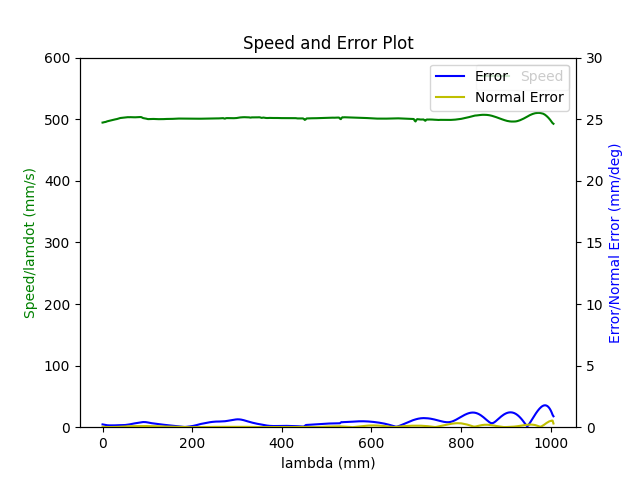 Speed and Error Plot
600
500
400
300
200
100
0
Speed/lamdot (mm/s)
30
25
20
15
10
5
0
Error/Normal Error (mm/deg)
Speed
Error
Normal Error
0 200 400 600 800 1000
lambda (mm)